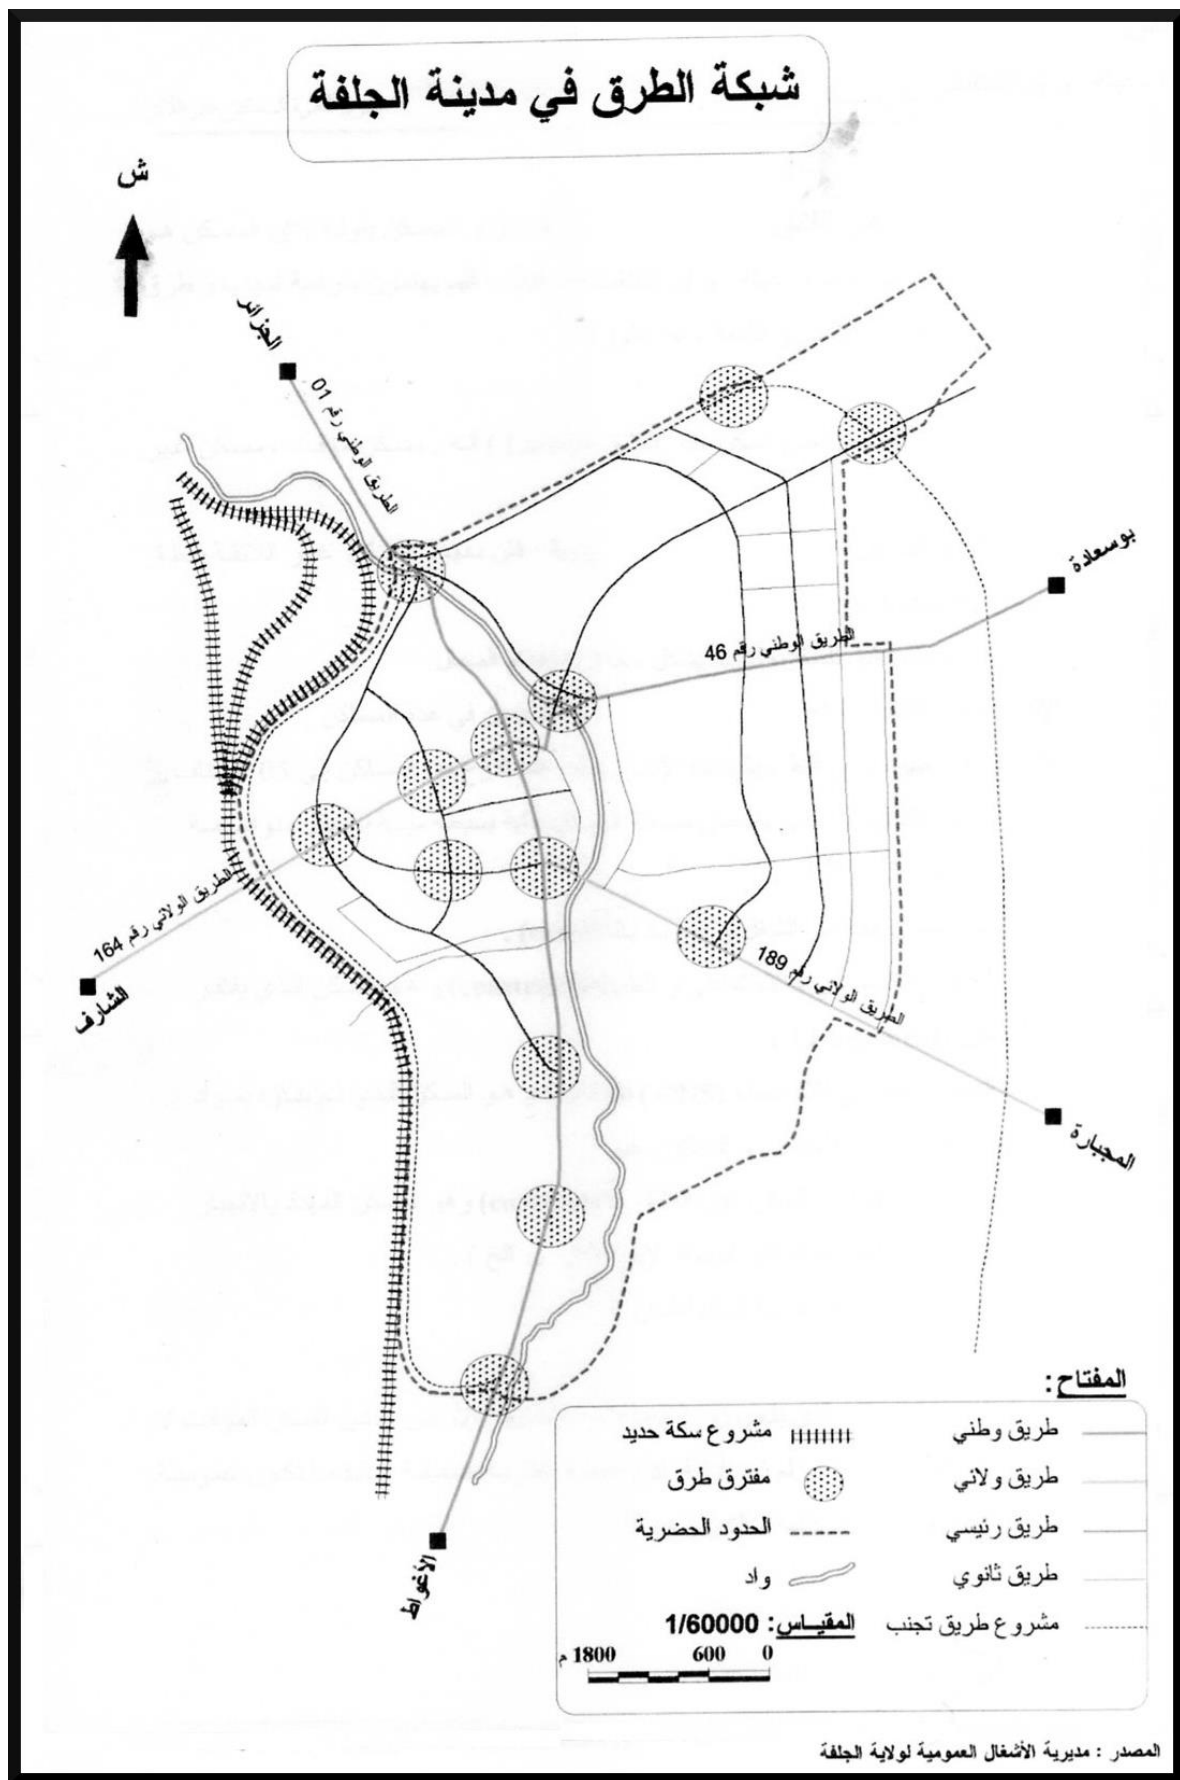 شبكة الطرق في مدينة الجلفة
ش
الجزائر
الطريق الوطني رقم 01
بوسعادة
الطريق الوطني رقم 46
الطريق الولائي رقم 164
الشارف
الطريق الولائي رقم 189
المجبارة
الأغواط
المفتاح:
طريق وطني
مشروع سكة حديد
طريق ولائي
مفترق طرق
طريق رئيسي
الحدود الحضرية
طريق ثانوي
واد
مشروع طريق تجنب
المقياس: 1/60000
0 600 1800 م
المصدر : مديرية الأشغال العمومية لولاية الجلفة